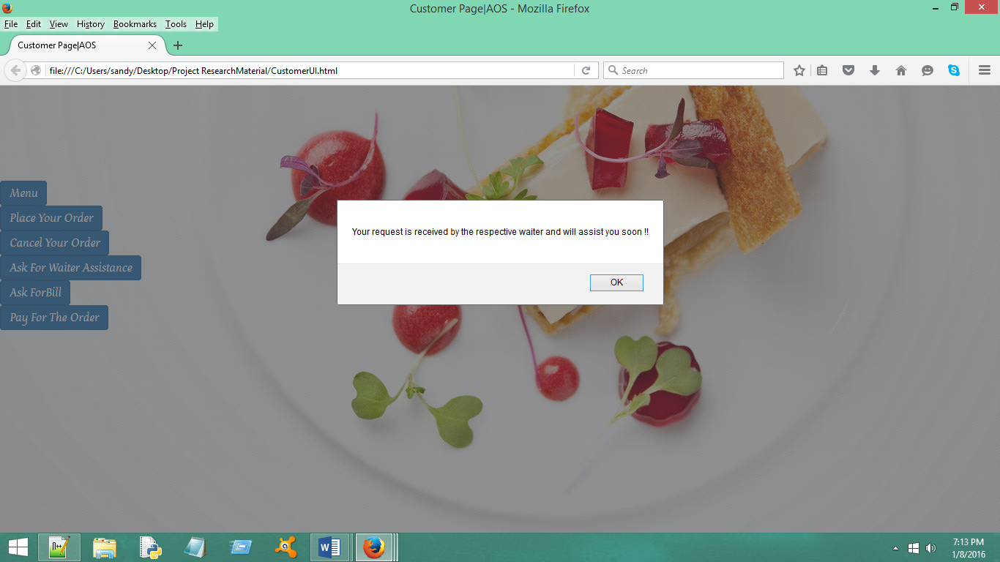 Customer Page|AOS - Mozilla Firefox
File Edit View History Bookmarks Tools Help
Customer Page|AOS
file:///C:/Users/sandy/Desktop/Project ResearchMaterial/CustomerUI.html
Search
Menu
Place Your Order
Cancel Your Order
Ask For Waiter Assistance
Ask ForBill
Pay For The Order
Your request is received by the respective waiter and will assist you soon !!
OK
7:13 PM
1/8/2016